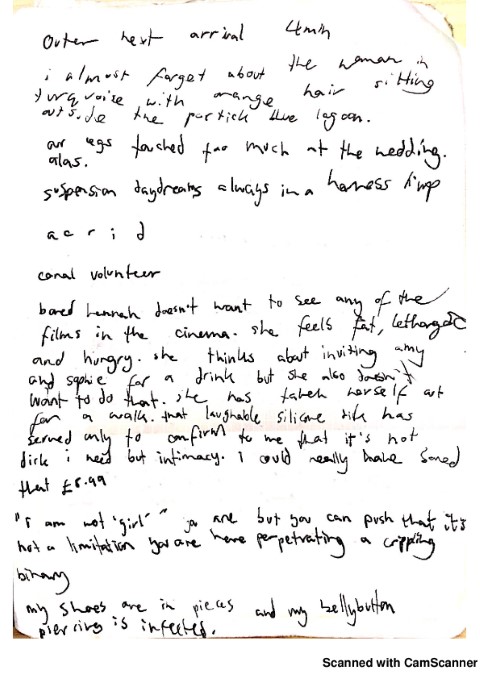 outer next arrival 4min
i almost forget about the woman in
turquoise with orange hair sitting
outside the partick blue lagoon.
our legs touched too much at the wedding.
alas.
suspension daydreams always in a harness limp
a c r i d
canal volunteer
bored hannah doesn't want to see any of the
films in the cinema. she feels fat, lethargic
and hungry. she thinks about inviting amy
and sophie for a drink but she also doesn't
want to do that. she has taken herself out
for a walk. that laughable silicone dik has
served only to confirm to me that it's not
dick i need but intimacy. i could really have saved
that £8.99
"i am not 'girl'" you are but you can push that it's
not a limitation you are here perpetrating a crippling
binary
my shoes are in pieces and my bellybutton
piercing is infected.
Scanned with CamScanner